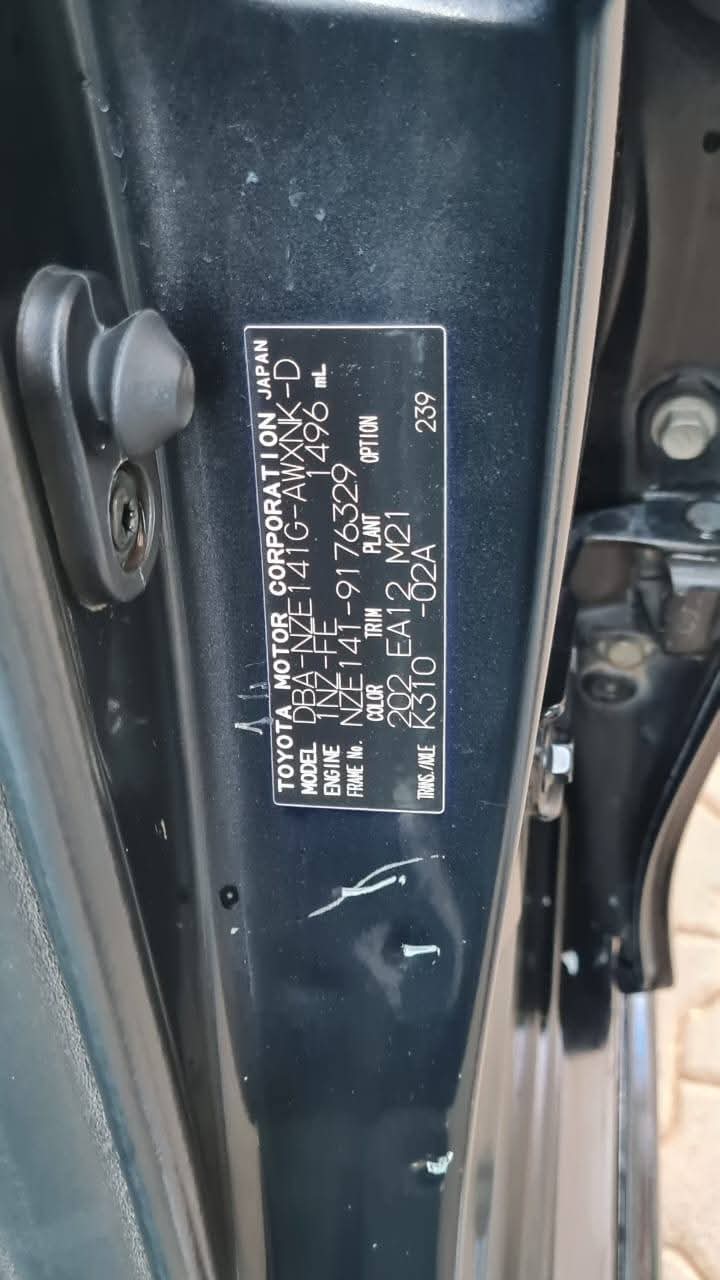 TOYOTA MOTOR CORPORATION JAPAN
MODEL DBA-NZE141G-AWXNK-D
ENGINE 1NZ-FE 1496 mL
FRAME No. NZE141-9176329
COLOR TRIM PLANT OPTION
202 EA12 M21
TRANS./AXLE K310 -02A 239